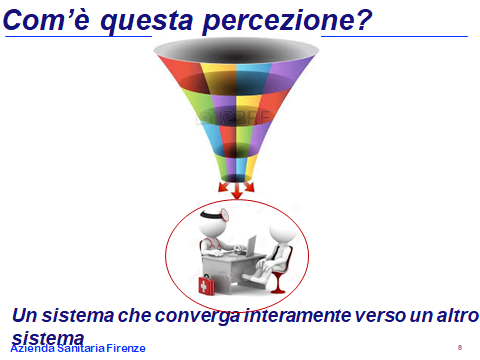 Com'è questa percezione?
Un sistema che converga interamente verso un altro
sistema
Azienda Sanitaria Firenze
8